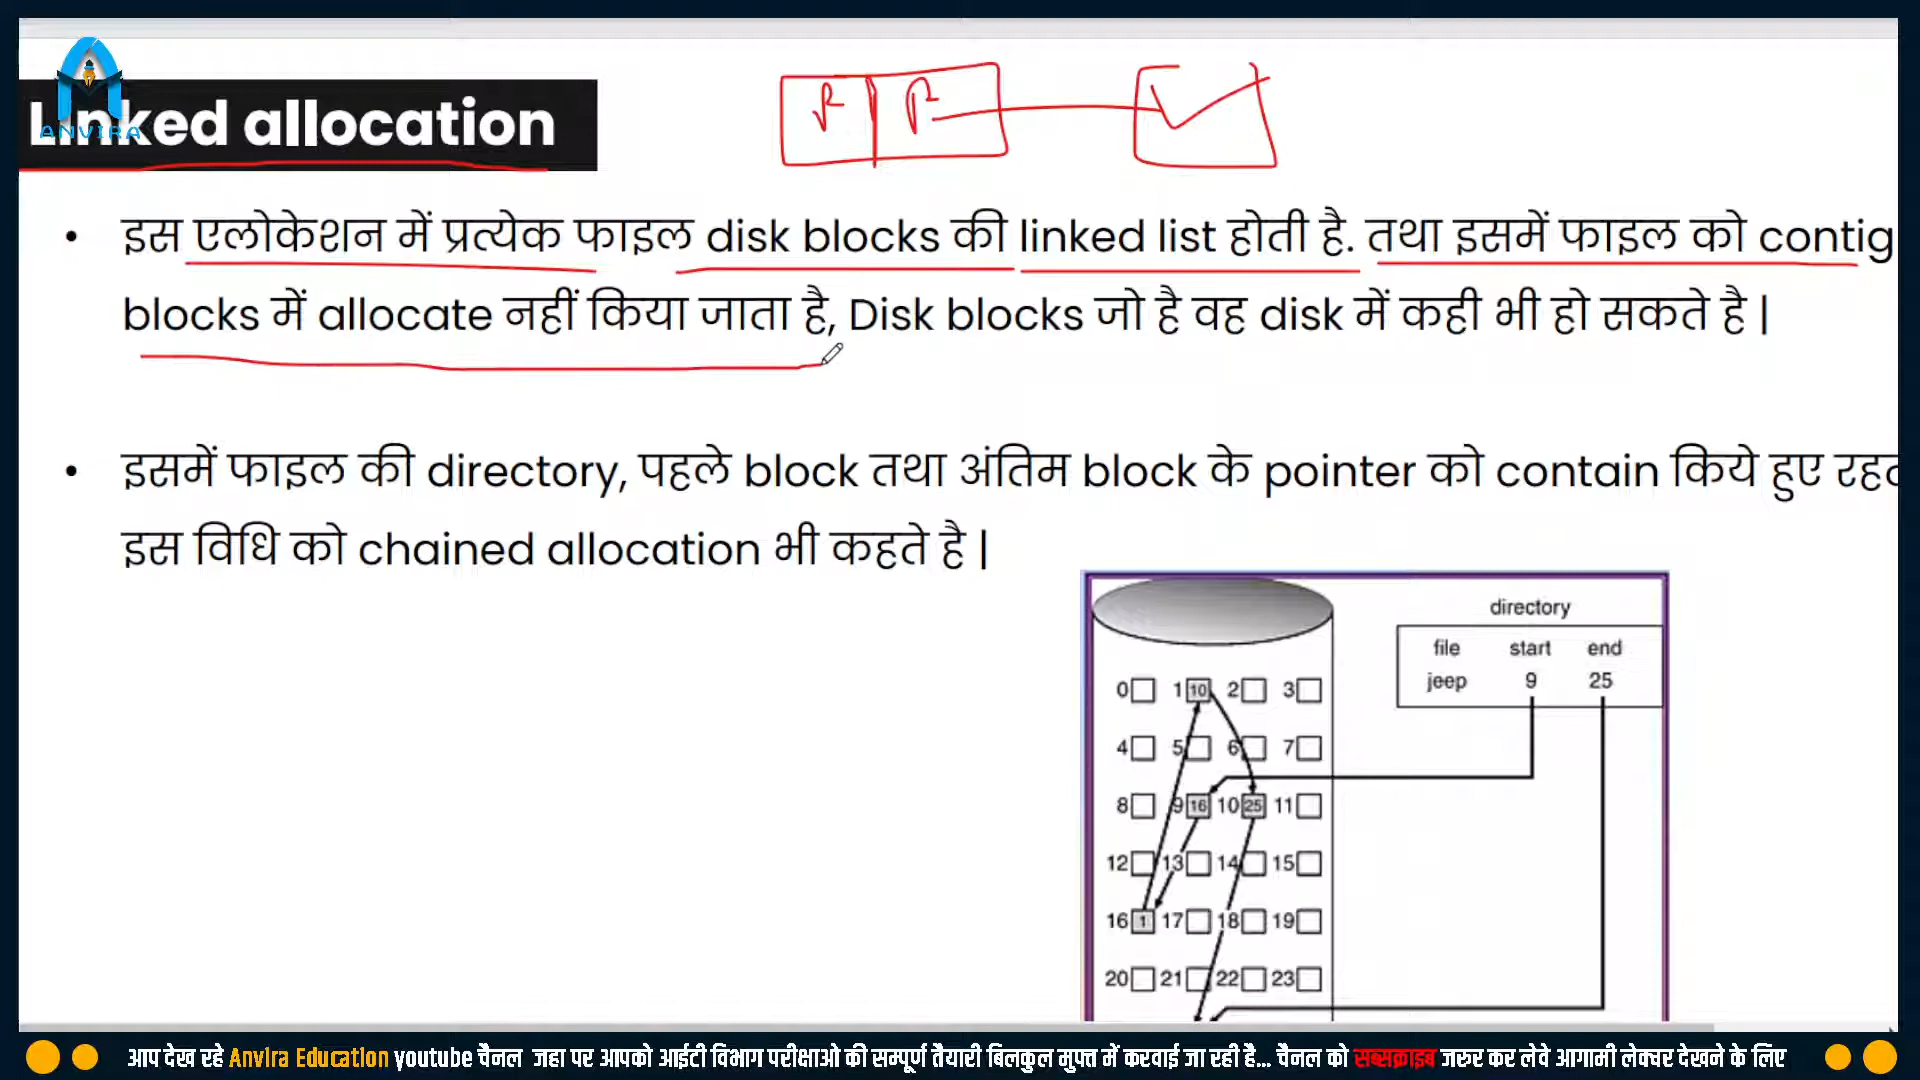 ANVIRA
Linked allocation
• इस एलोकेशन में प्रत्येक फाइल disk blocks की linked list होती है. तथा इसमें फाइल को contig
blocks में allocate नहीं किया जाता है, Disk blocks जो है वह disk में कही भी हो सकते है |
• इसमें फाइल की directory, पहले block तथा अंतिम block के pointer को contain किये हुए
इस विधि को chained allocation भी कहते है |
directory
file start end
jeep 9 25
0 1 10 2 3
4 5 6 7
8 9 16 10 25 11
12 13 14 15
16 1 17 18 19
20 21 22 23
आप देख रहे Anvira Education youtube चैनल जहा पर आपको आईटी विभाग परीक्षाओ की सम्पूर्ण तैयारी बिलकुल मुफ्त में करवाई जा रही है... चैनल को सब्सक्राइब जरुर कर लेवे आगामी लेक्चर देखने के लिए